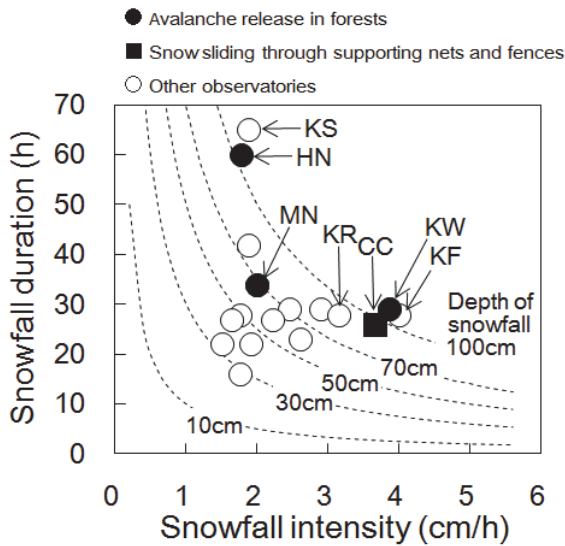 Avalanche release in forests
Snow sliding through supporting nets and fences
Other observatories
70
60
50
40
30
20
10
0
Snowfall duration (h)
KS
HN
MN
KR
CC
KW
KF
Depth of
snowfall
100cm
70cm
50cm
30cm
10cm
0 1 2 3 4 5 6
Snowfall intensity (cm/h)